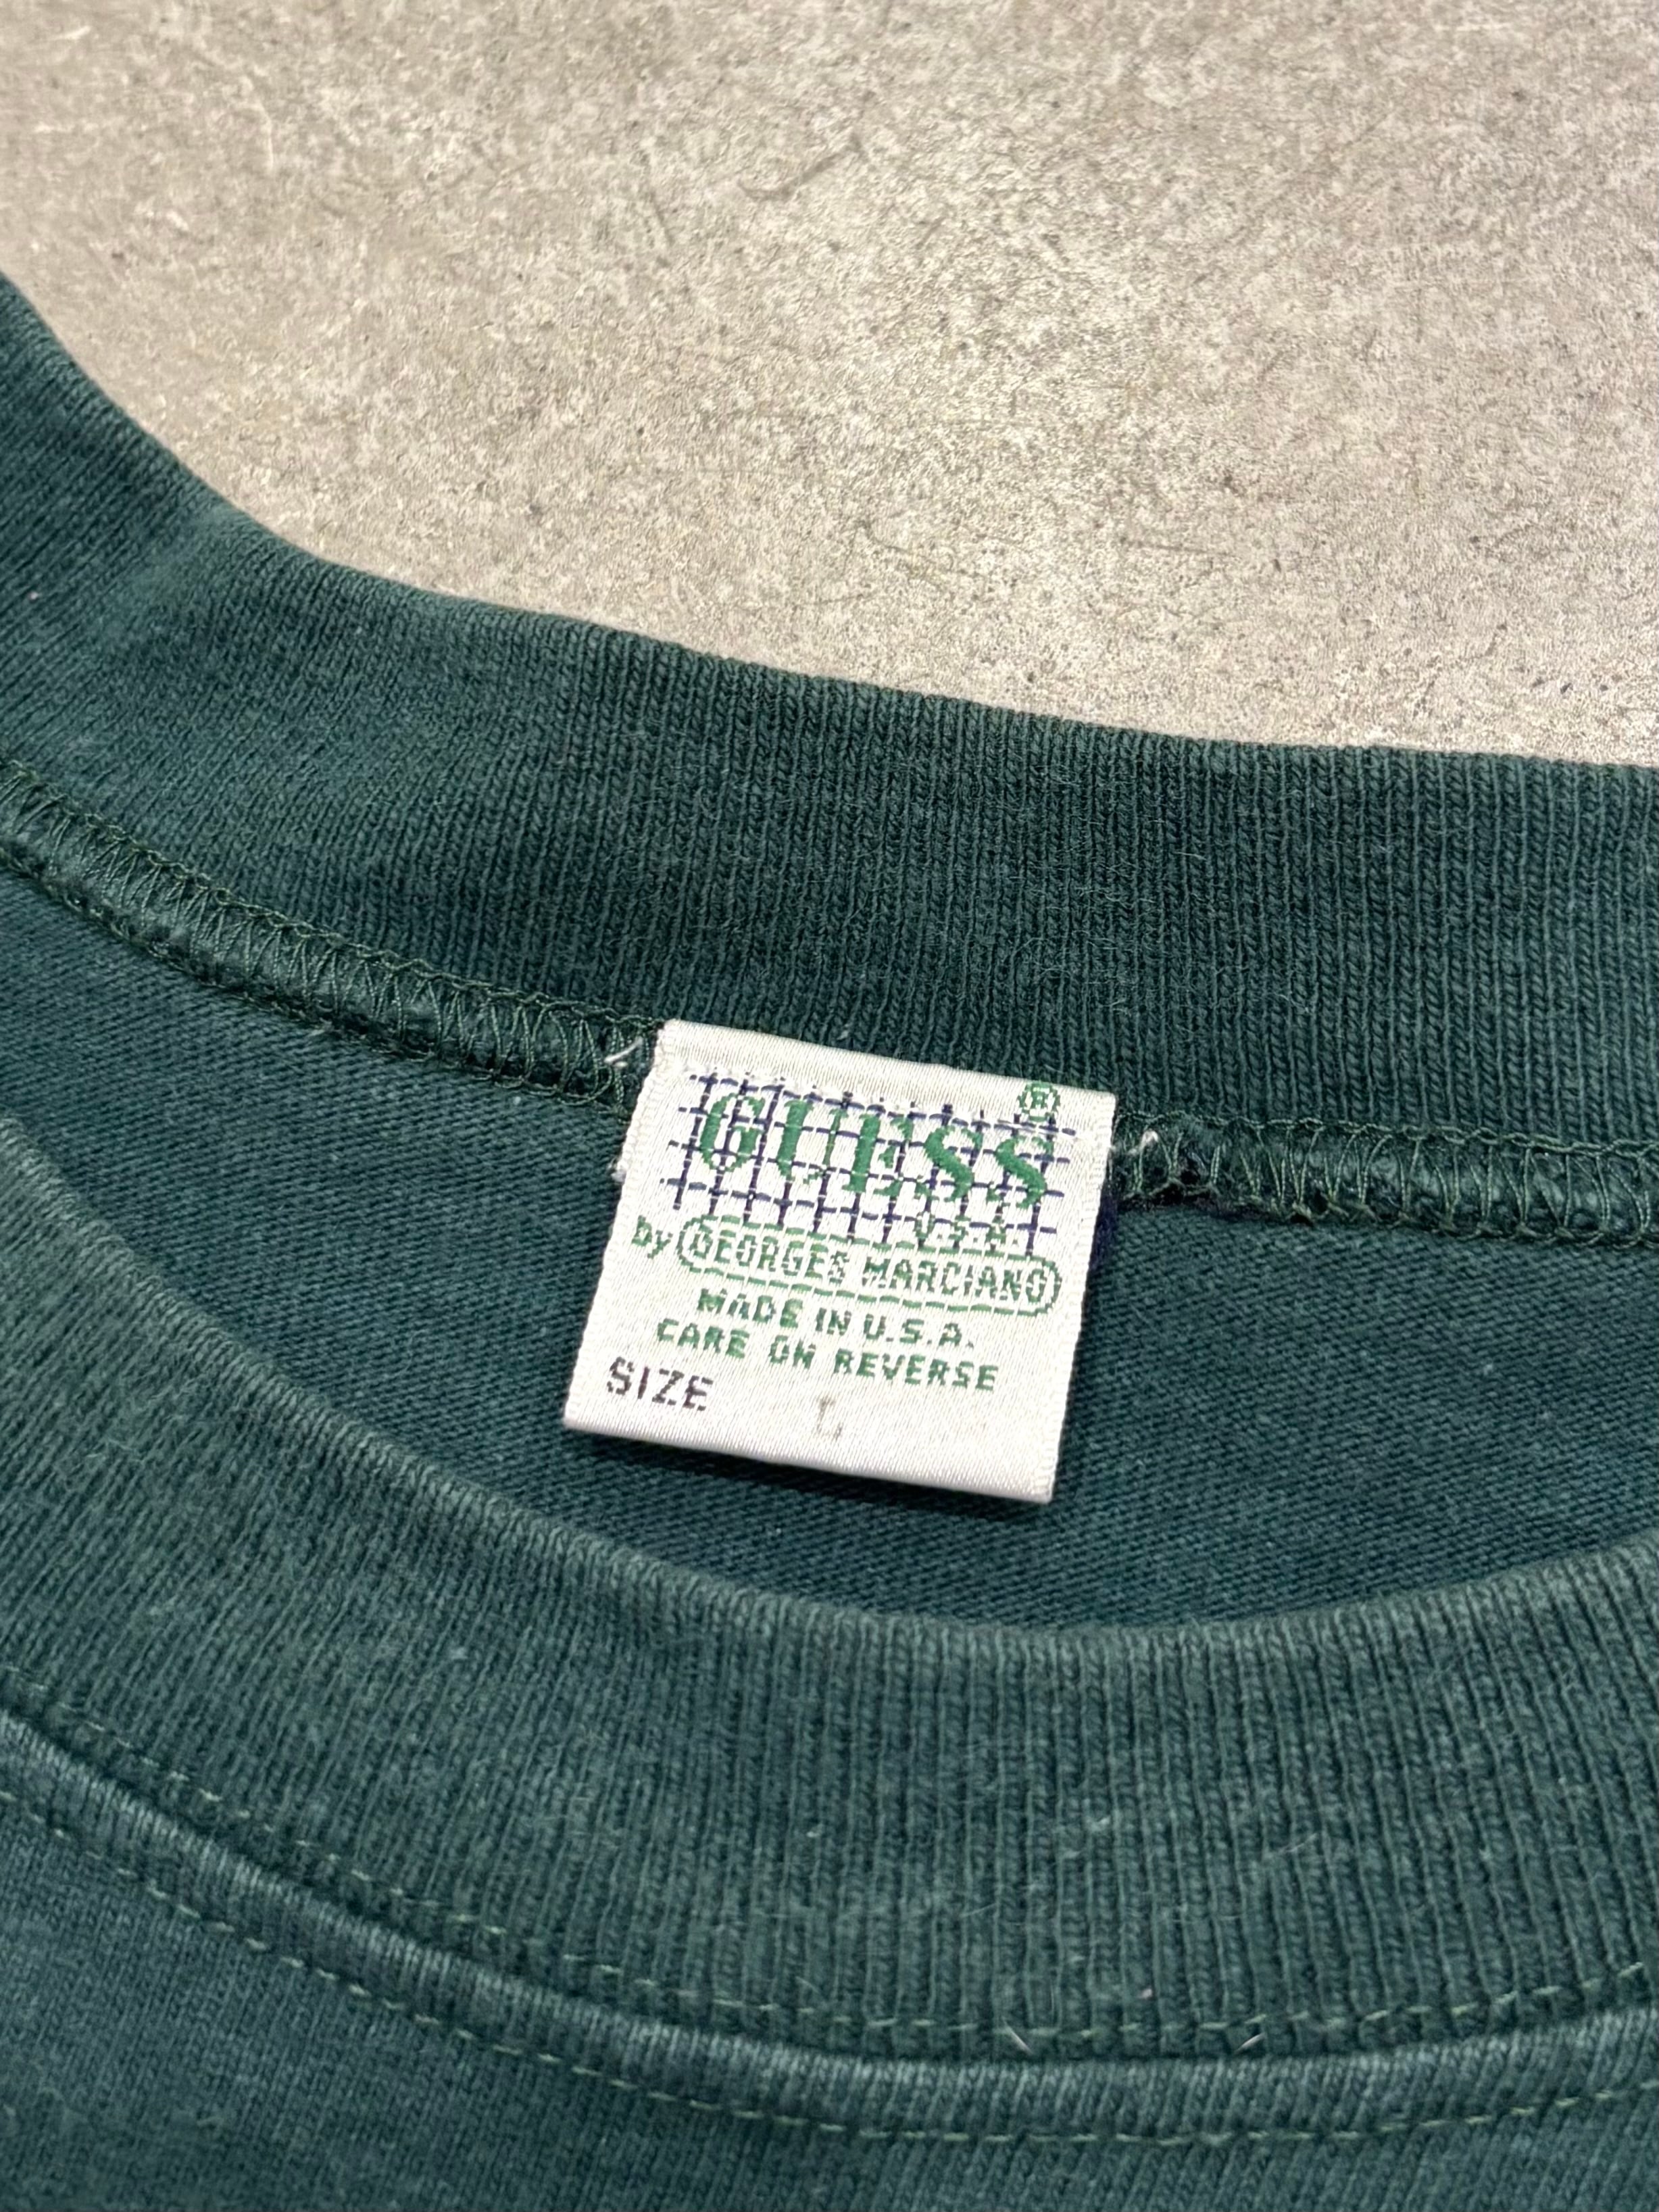 GUESS ®
U.S.A.
by GEORGES MARCIANO
MADE IN U.S.A.
CARE ON REVERSE
SIZE L